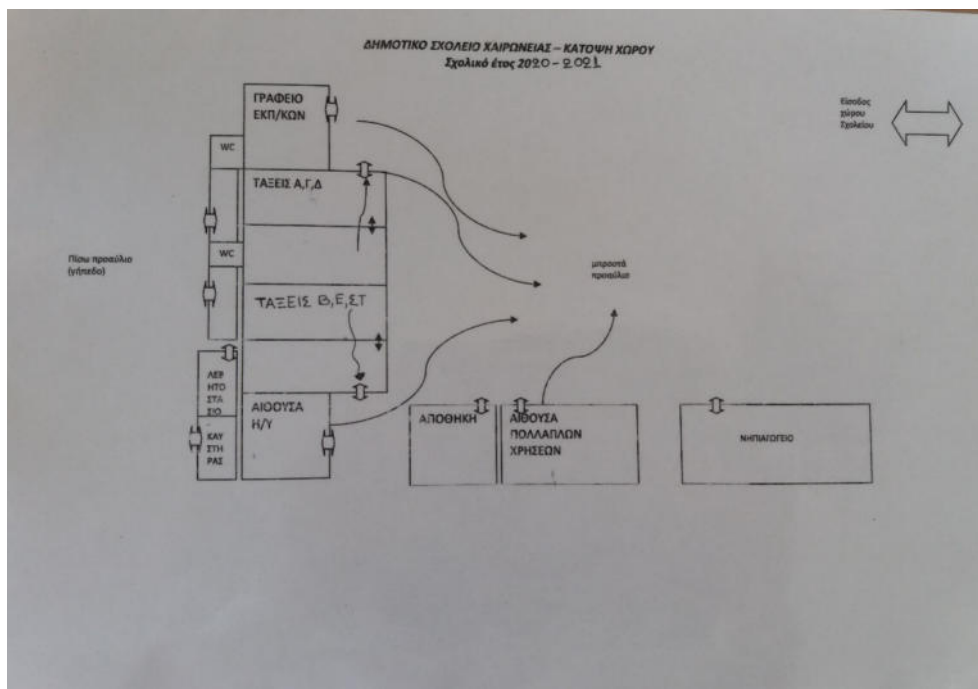 ΔΗΜΟΤΙΚΟ ΣΧΟΛΕΙΟ ΧΑΙΡΩΝΕΙΑΣ – ΚΑΤΟΨΗ ΧΩΡΟΥ
Σχολικό έτος 2020 – 2021
ΓΡΑΦΕΙΟ
ΕΚΠ/ΚΩΝ
Είσοδος
χώρου
Σχολείου
WC
ΤΑΞΕΙΣ Α,Γ,Δ
WC
Πίσω προαύλιο
(γήπεδο)
μπροστά
προαύλιο
ΤΑΞΕΙΣ Β,Ε,ΣΤ
ΛΕΒ
ΗΤΟ
ΣΤΑ
ΣΙΟ
ΑΙΘΟΥΣΑ
Η/Υ
ΚΑΥ
ΣΤΗ
ΡΑΣ
ΑΠΟΘΗΚΗ
ΑΙΘΟΥΣΑ
ΠΟΛΛΑΠΛΩΝ
ΧΡΗΣΕΩΝ
ΝΗΠΙΑΓΩΓΕΙΟ